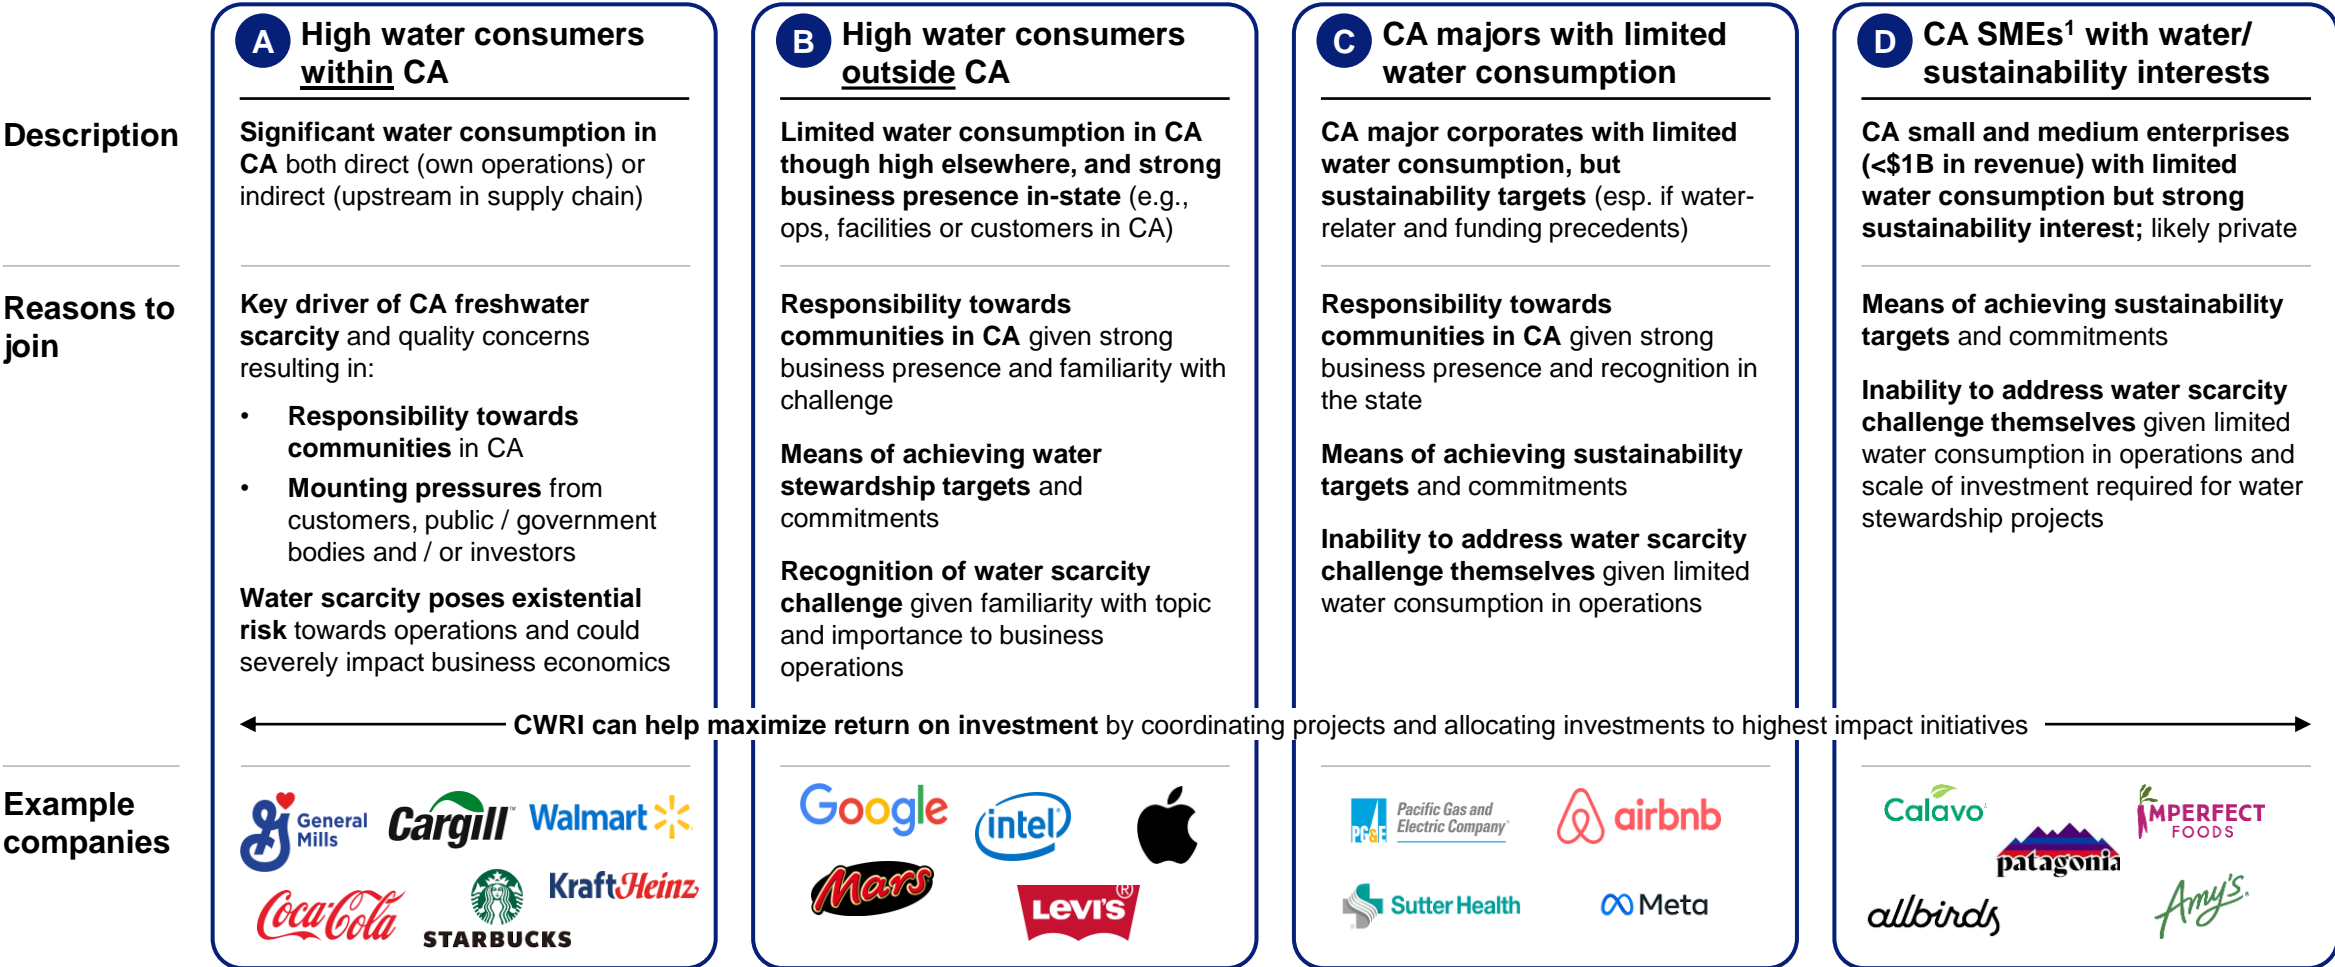 A High water consumers
within CA
B High water consumers
outside CA
C CA majors with limited
water consumption
D CA SMEs¹ with water/
sustainability interests
Description
Significant water consumption in
CA both direct (own operations) or
indirect (upstream in supply chain)
Limited water consumption in CA
though high elsewhere, and strong
business presence in-state (e.g.,
ops, facilities or customers in CA)
CA major corporates with limited
water consumption, but
sustainability targets (esp. if water-
relater and funding precedents)
CA small and medium enterprises
(<$1B in revenue) with limited
water consumption but strong
sustainability interest; likely private
Reasons to
join
Key driver of CA freshwater
scarcity and quality concerns
resulting in:
• Responsibility towards
communities in CA
• Mounting pressures from
customers, public / government
bodies and / or investors
Water scarcity poses existential
risk towards operations and could
severely impact business economics
Responsibility towards
communities in CA given strong
business presence and familiarity with
challenge
Means of achieving water
stewardship targets and
commitments
Recognition of water scarcity
challenge given familiarity with topic
and importance to business
operations
Responsibility towards
communities in CA given strong
business presence and recognition in
the state
Means of achieving sustainability
targets and commitments
Inability to address water scarcity
challenge themselves given limited
water consumption in operations
Means of achieving sustainability
targets and commitments
Inability to address water scarcity
challenge themselves given limited
water consumption in operations and
scale of investment required for water
stewardship projects
CWRI can help maximize return on investment by coordinating projects and allocating investments to highest impact initiatives
Example
companies
General
Mills
Cargill™
Walmart
Coca-Cola
STARBUCKS
Kraft Heinz
Google
intel
Mars
LEVI'S®
PG&E
Pacific Gas and
Electric Company®
airbnb
Sutter Health
Meta
Calavo
IMPERFECT
FOODS
patagonia
allbirds
Amy's